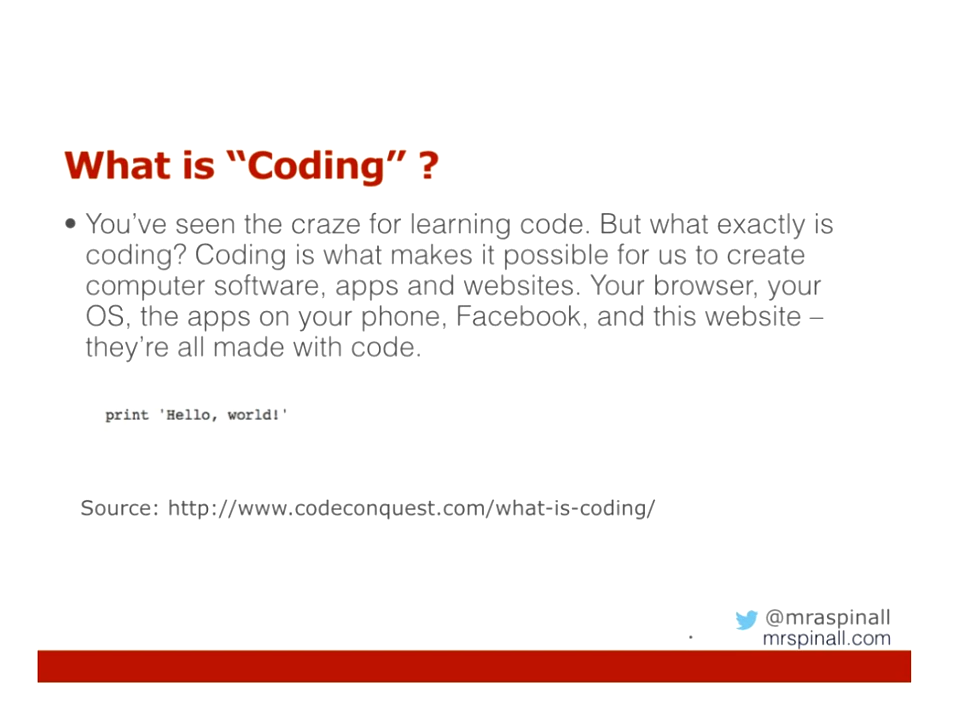 What is “Coding” ?
• You’ve seen the craze for learning code. But what exactly is
coding? Coding is what makes it possible for us to create
computer software, apps and websites. Your browser, your
OS, the apps on your phone, Facebook, and this website –
they’re all made with code.
print 'Hello, world!'
Source: http://www.codeconquest.com/what-is-coding/
@mraspinall
mrspinall.com